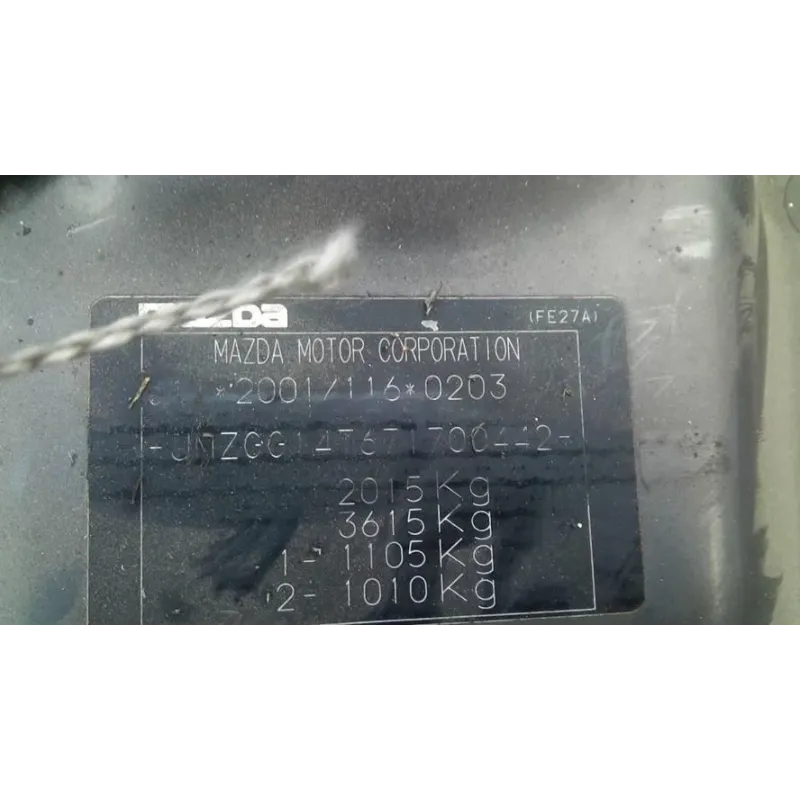 mazda (FE27A)
MAZDA MOTOR CORPORATION
*2001/116*0203
2015Kg
3615Kg
1- 1105Kg
2- 1010Kg